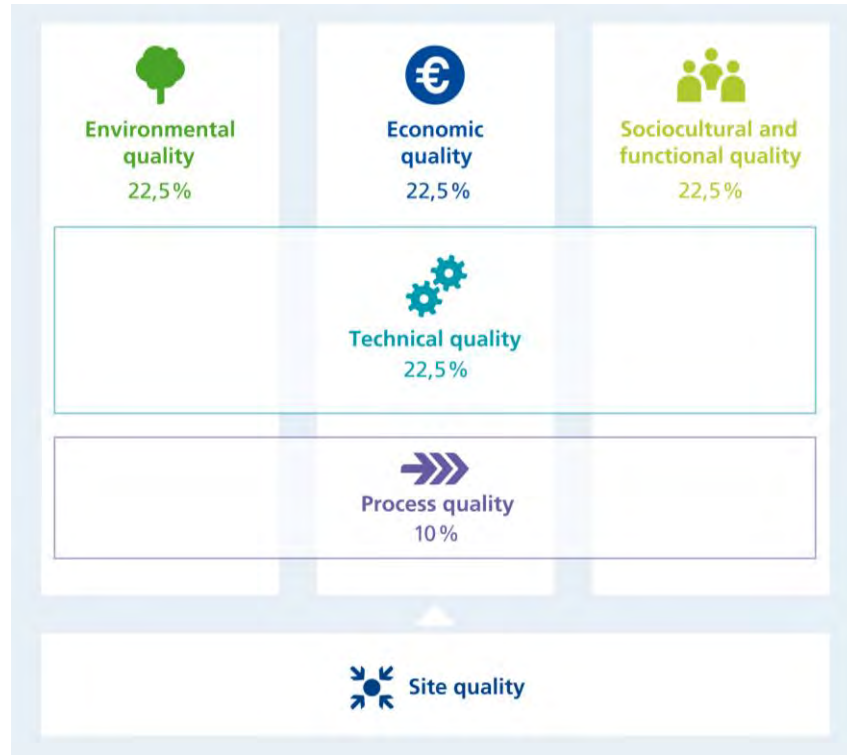 Environmental
quality
22,5%
Economic
quality
22,5%
Sociocultural and
functional quality
22,5%
Technical quality
22,5%
Process quality
10%
Site quality